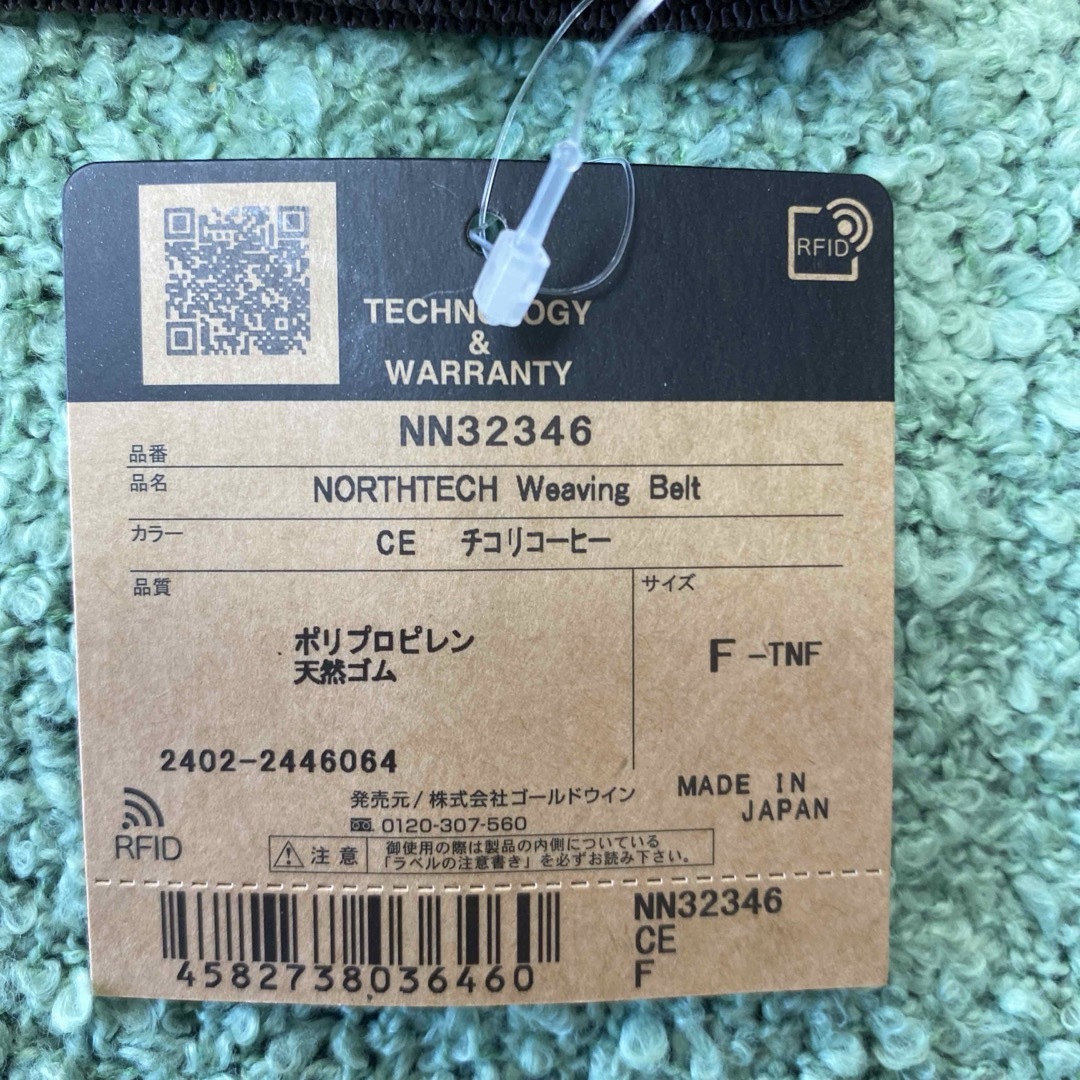 RFID
TECHNOLOGY
&
WARRANTY
品番 NN32346
品名 NORTHTECH Weaving Belt
カラー CE チコリコーヒー
品質
サイズ
ポリプロピレン
天然ゴム
F -TNF
2402-2446064
MADE IN
JAPAN
発売元/株式会社ゴールドウイン
0120-307-560
RFID
注意
御使用の際は製品の内側についている
「ラベルの注意書き」を必ずお読み下さい。
4582738036460
NN32346
CE
F